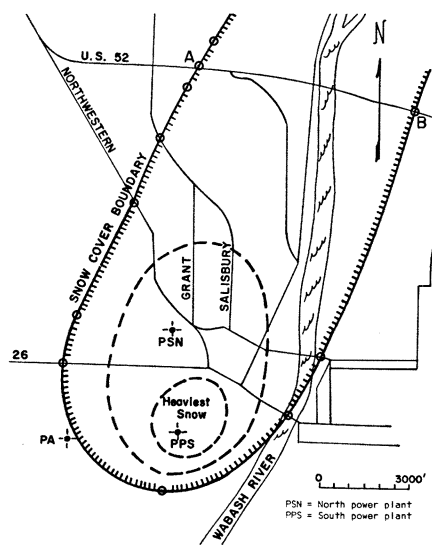 U.S. 52
A
N
B
NORTHWESTERN
SNOW COVER BOUNDARY
GRANT
SALISBURY
PSN
26
Heaviest
Snow
PA
PPS
WABASH RIVER
0 3000'
PSN = North power plant
PPS = South power plant